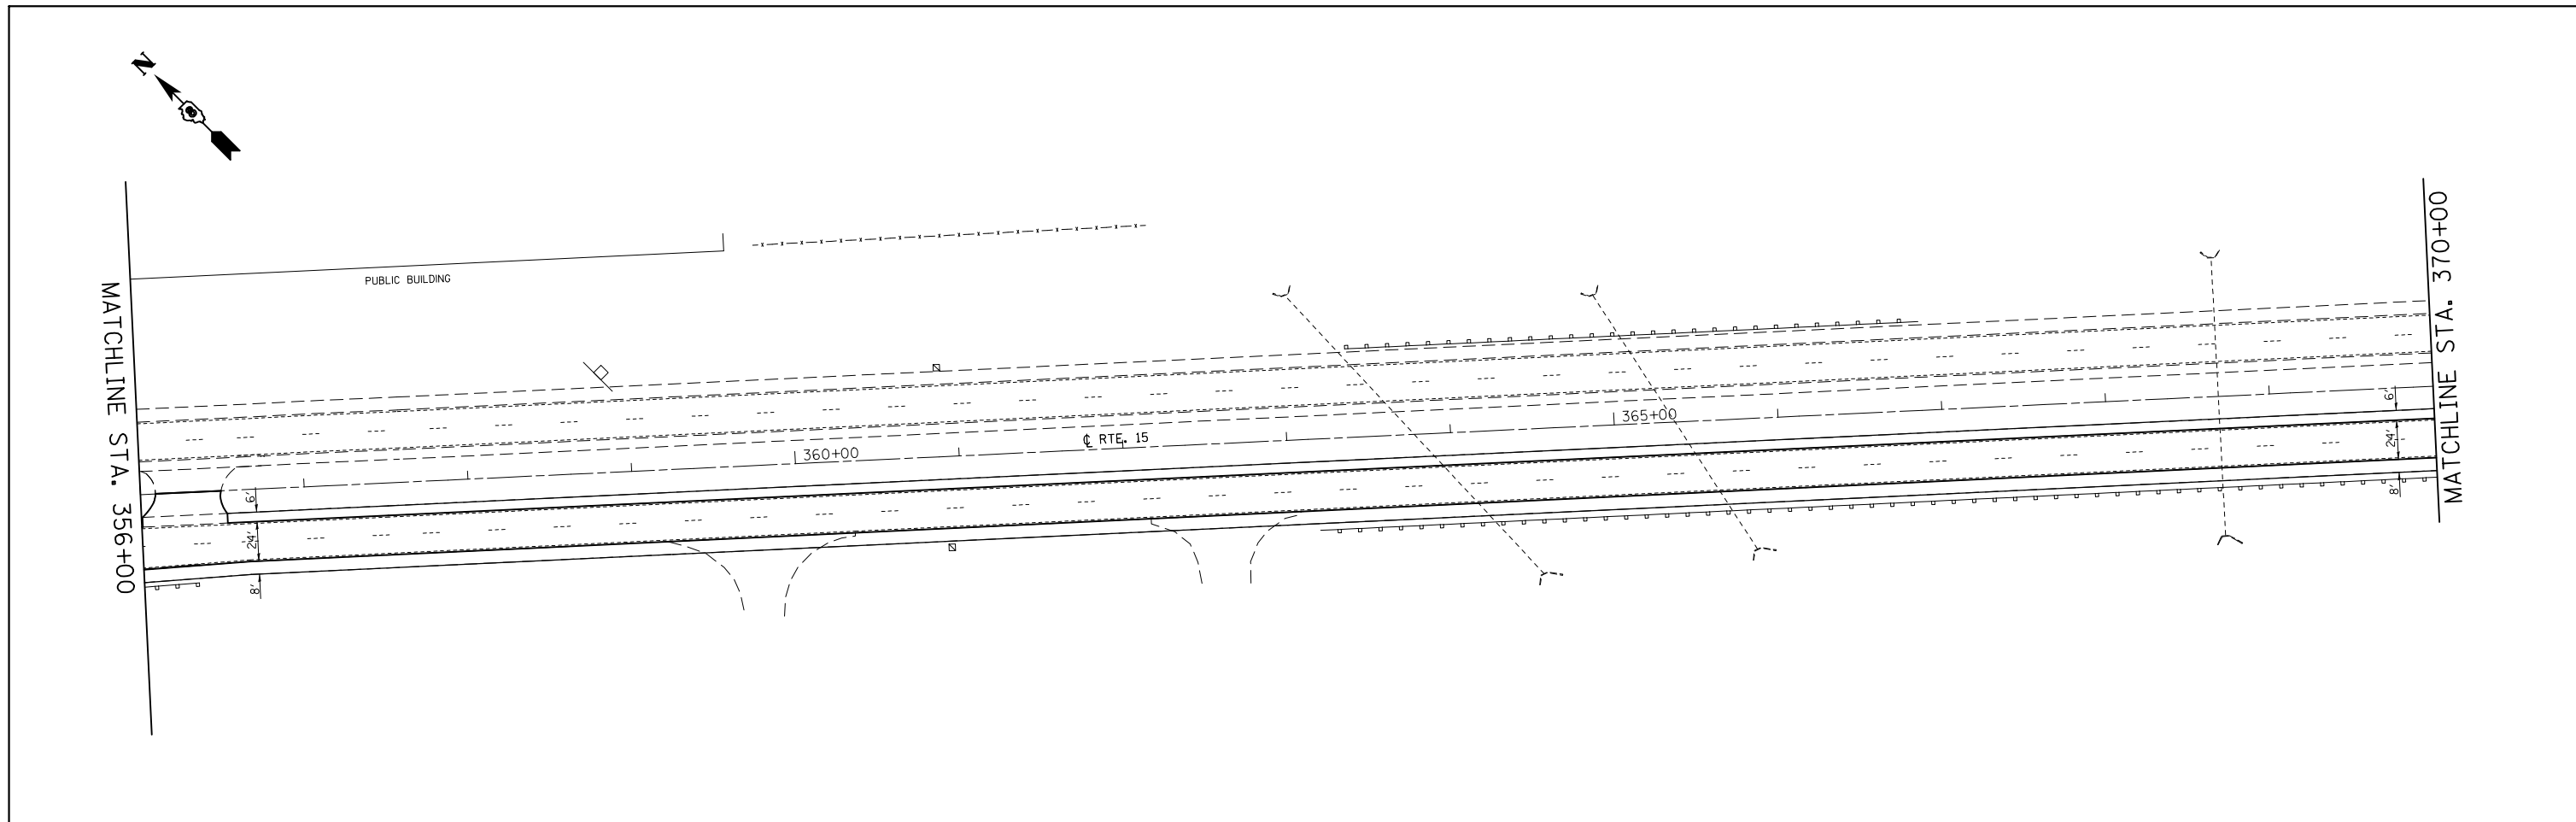 N
PUBLIC BUILDING
MATCHLINE STA. 356+00
MATCHLINE STA. 370+00
365+00
℄ RTE. 15
360+00
6'
24'
8'
6'
24'
8'